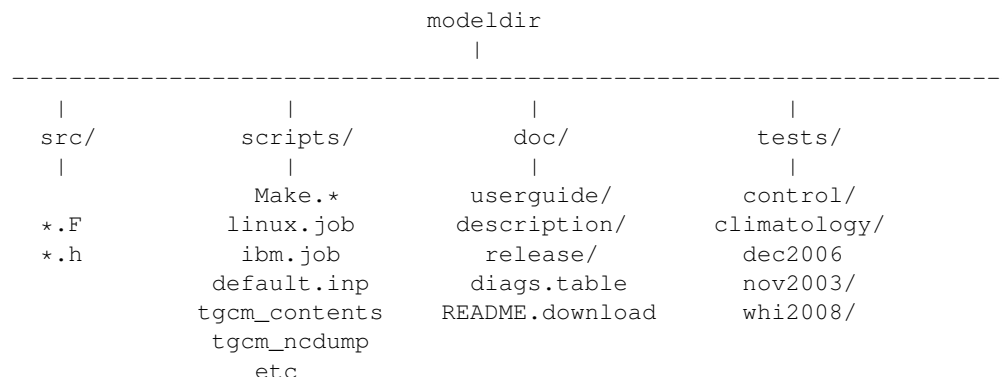 modeldir
|
---------------------------------------------------------------------
| | | |
src/ scripts/ doc/ tests/
| | | |
Make.* userguide/ control/
*.F linux.job description/ climatology/
*.h ibm.job release/ dec2006
default.inp diags.table nov2003/
tgcm_contents README.download whi2008/
tgcm_ncdump
etc